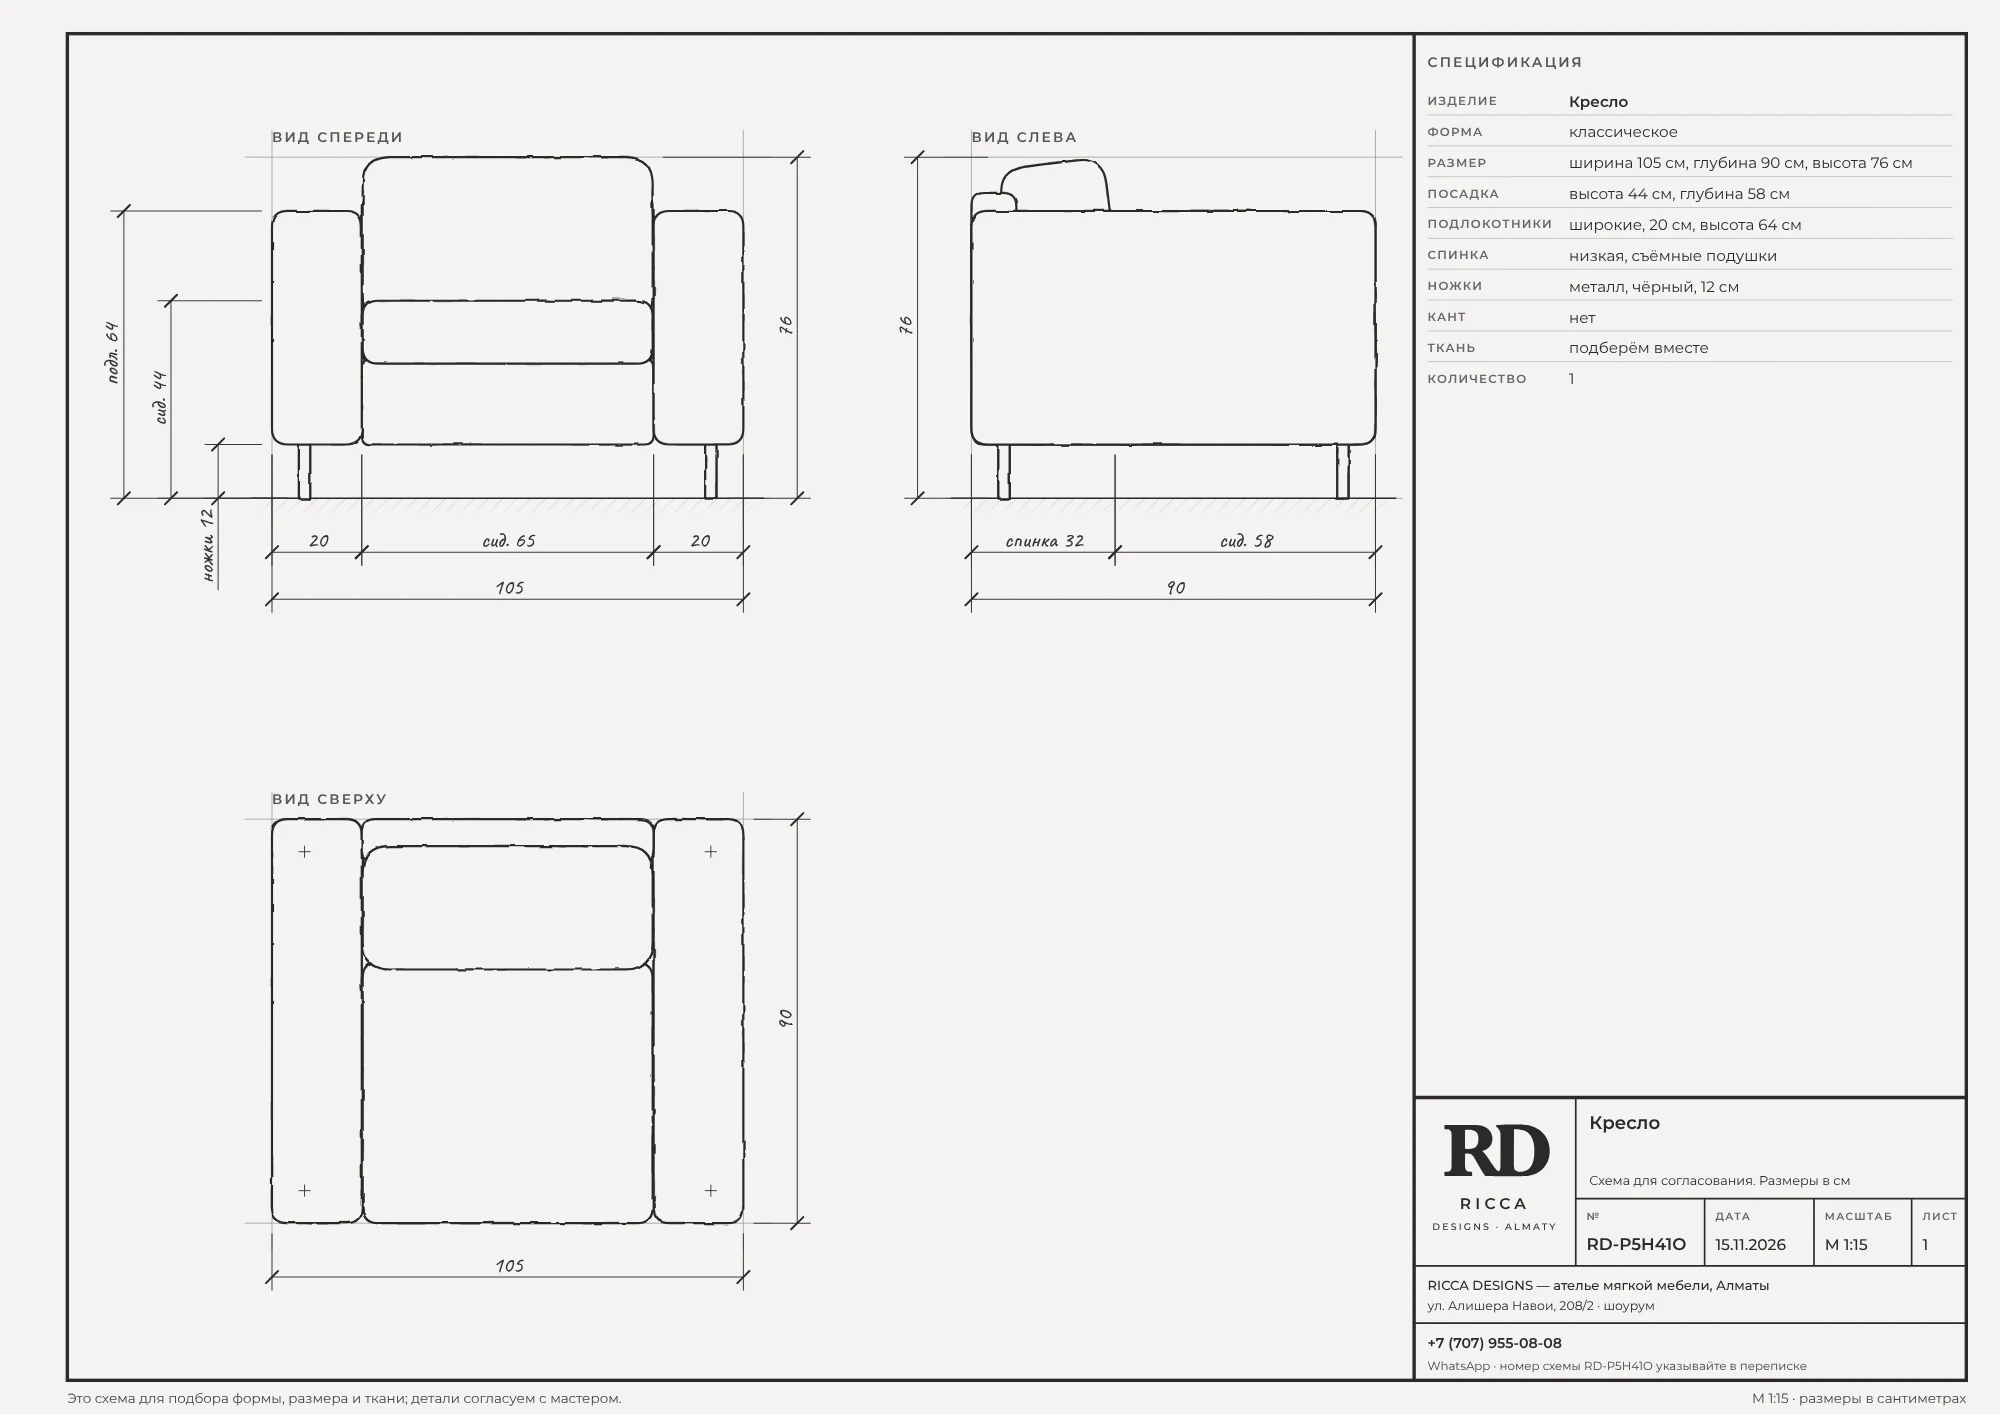 ВИД СПЕРЕДИ
подл. 64
сид. 44
ножки 12
76
20
сид. 65
20
105
ВИД СЛЕВА
76
спинка 32
сид. 58
90
ВИД СВЕРХУ
90
105
СПЕЦИФИКАЦИЯ
ИЗДЕЛИЕ Кресло
ФОРМА классическое
РАЗМЕР ширина 105 см, глубина 90 см, высота 76 см
ПОСАДКА высота 44 см, глубина 58 см
ПОДЛОКОТНИКИ широкие, 20 см, высота 64 см
СПИНКА низкая, съёмные подушки
НОЖКИ металл, чёрный, 12 см
КАНТ нет
ТКАНЬ подберём вместе
КОЛИЧЕСТВО 1
RD
RICCA
DESIGNS · ALMATY
Кресло
Схема для согласования. Размеры в см
№ ДАТА МАСШТАБ ЛИСТ
RD-P5H41O 15.11.2026 М 1:15 1
RICCA DESIGNS — ателье мягкой мебели, Алматы
ул. Алишера Навои, 208/2 · шоурум
+7 (707) 955-08-08
WhatsApp · номер схемы RD-P5H41O указывайте в переписке
Это схема для подбора формы, размера и ткани; детали согласуем с мастером.
М 1:15 · размеры в сантиметрах